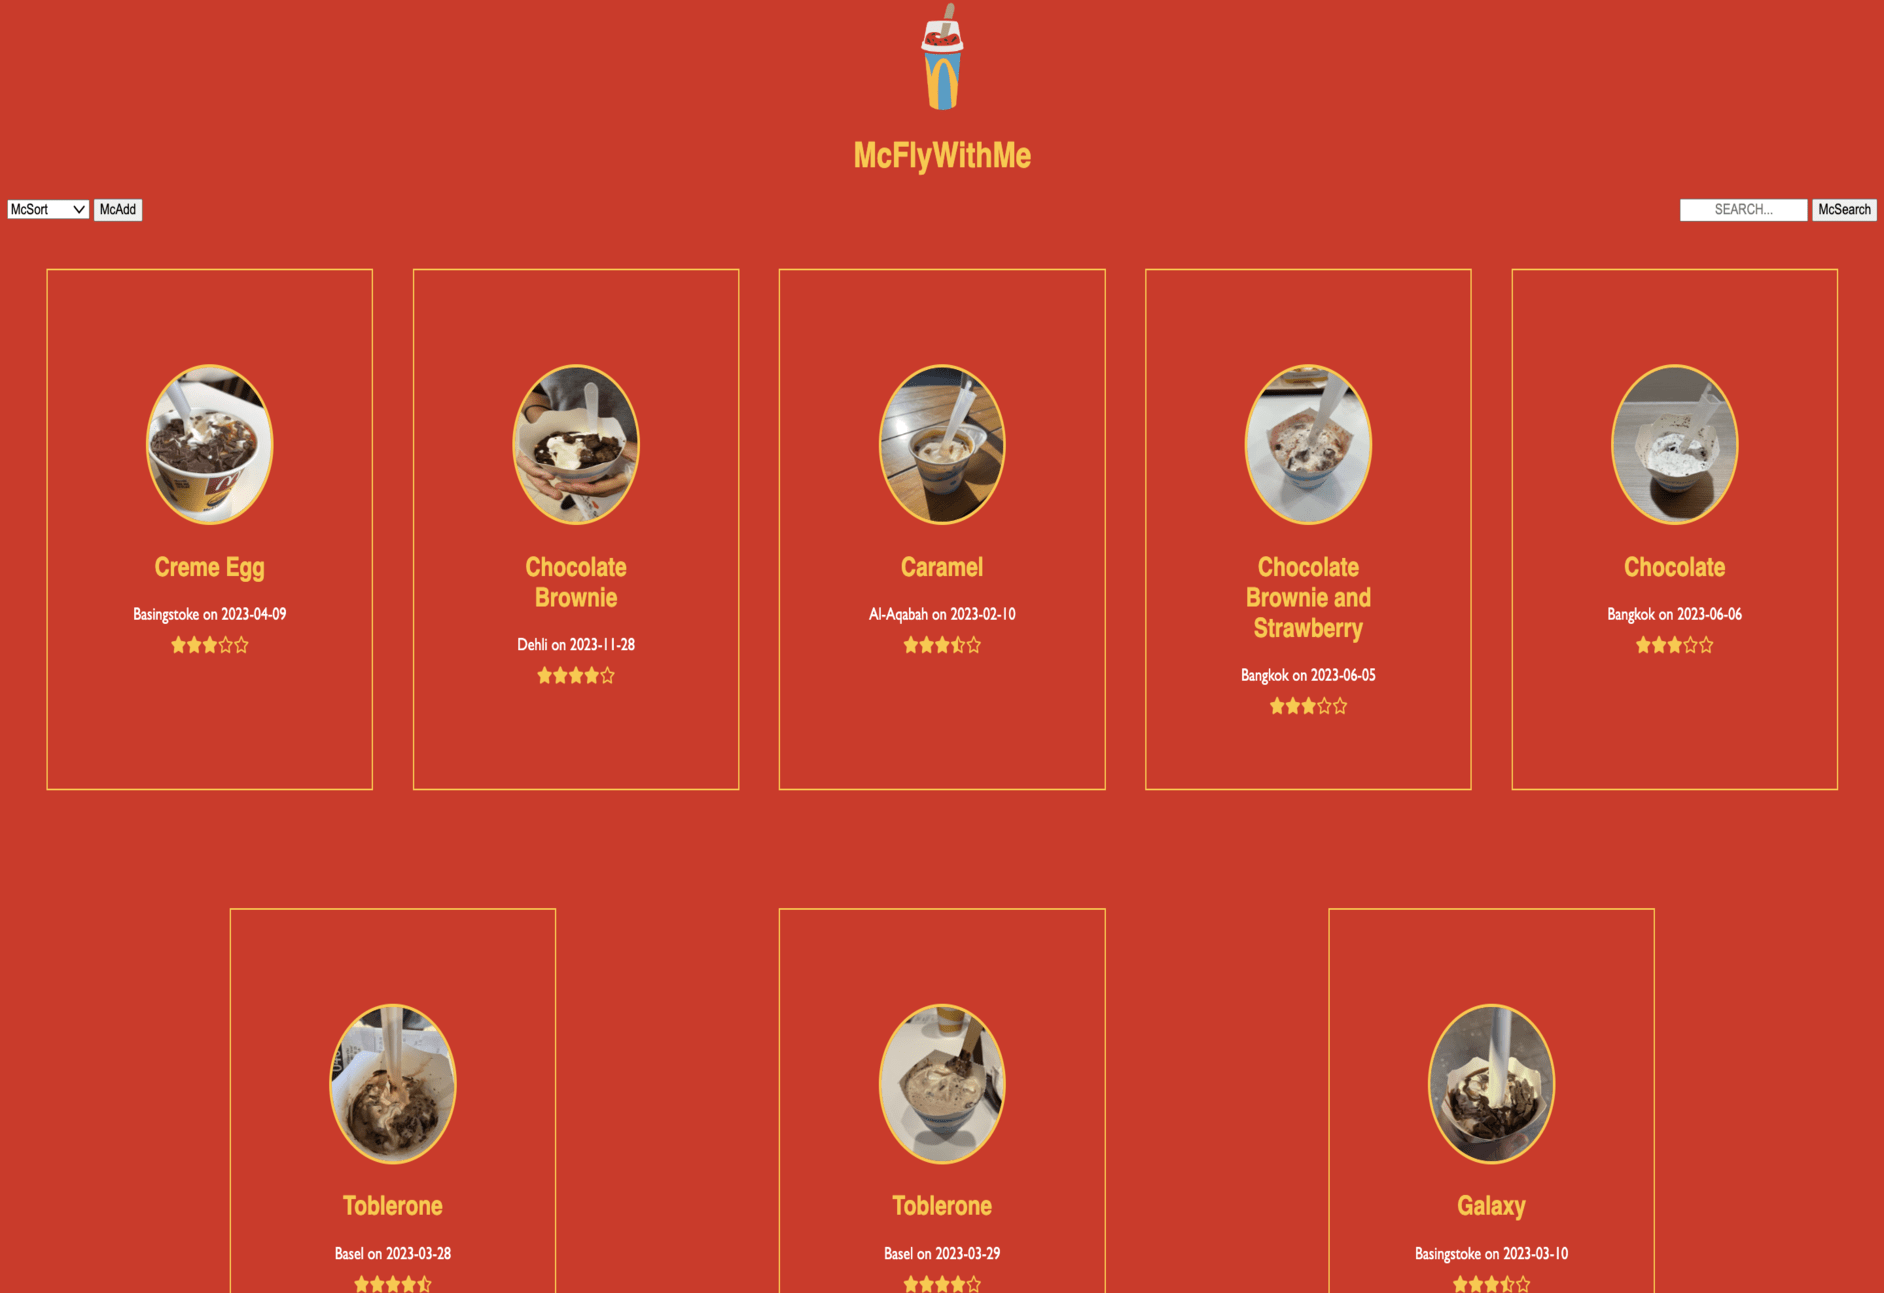 McFlyWithMe
McSort McAdd SEARCH... McSearch
Creme Egg
Basingstoke on 2023-04-09
Chocolate
Brownie
Dehli on 2023-11-28
Caramel
Al-Aqabah on 2023-02-10
Chocolate
Brownie and
Strawberry
Bangkok on 2023-06-05
Chocolate
Bangkok on 2023-06-06
Toblerone
Basel on 2023-03-28
Toblerone
Basel on 2023-03-29
Galaxy
Basingstoke on 2023-03-10